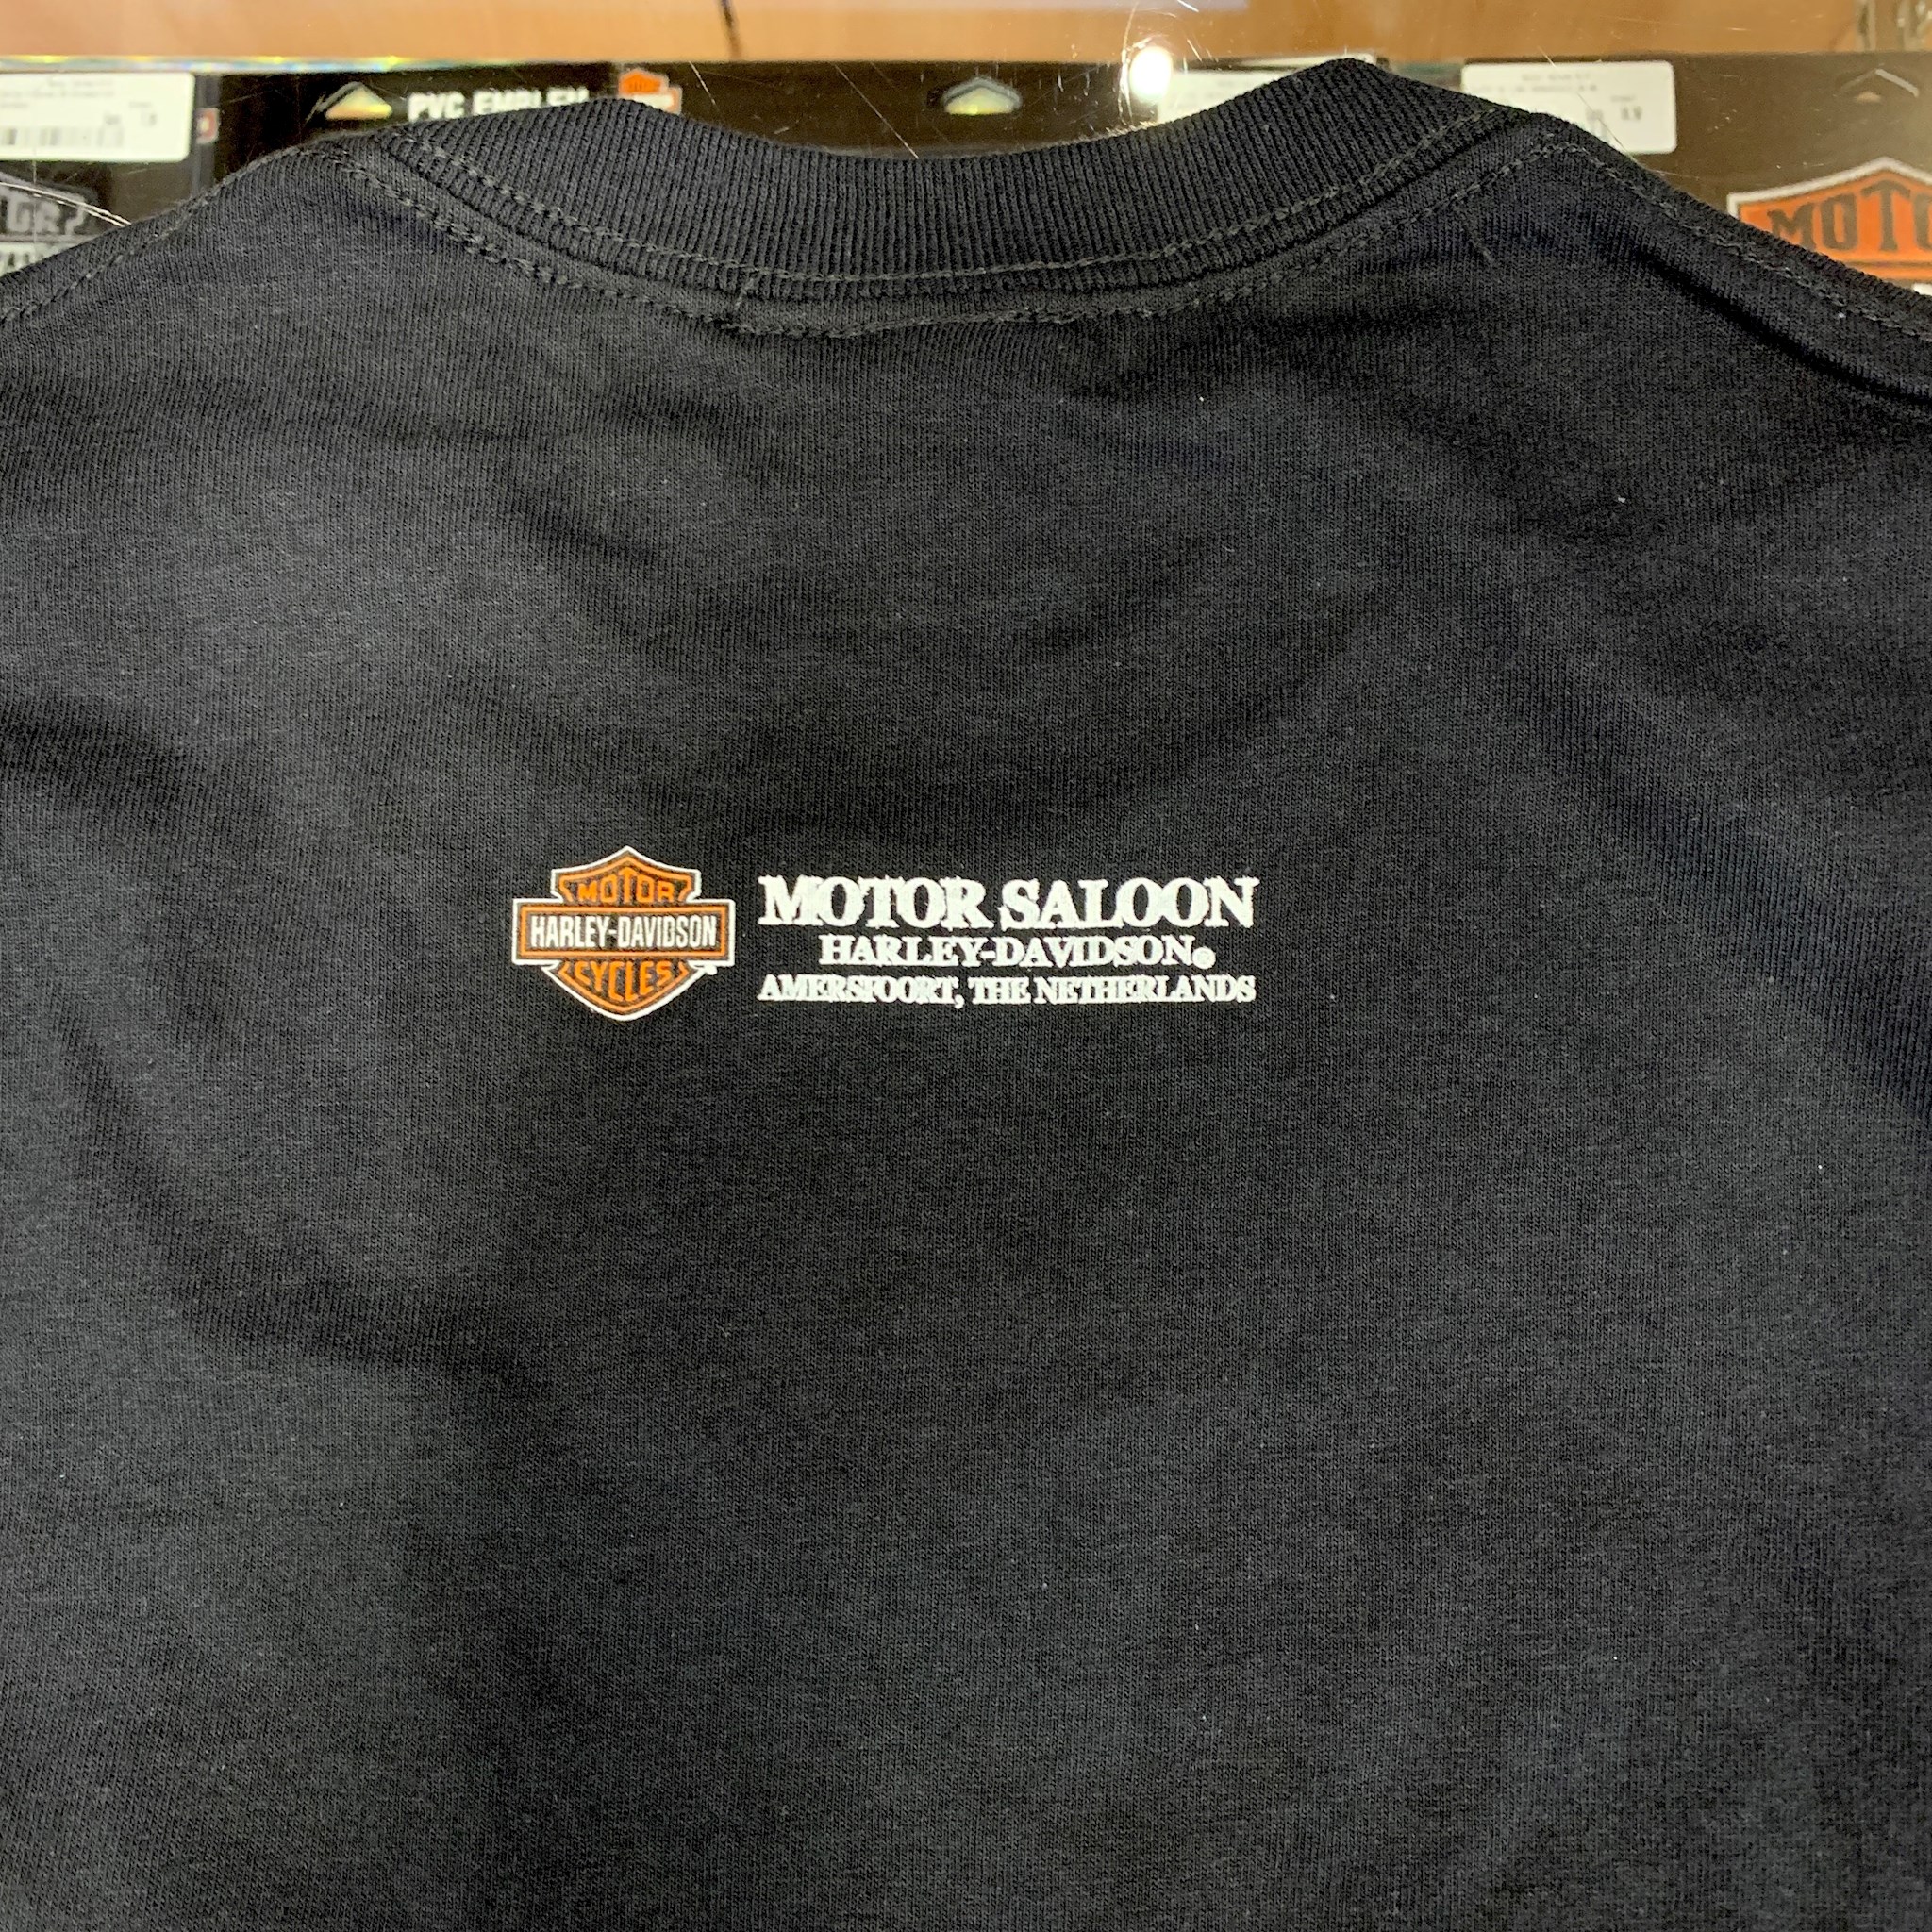 PVC EMBLEM
MOTOR
HARLEY-DAVIDSON
CYCLES
MOTOR SALOON
HARLEY-DAVIDSON®
AMERSFOORT, THE NETHERLANDS